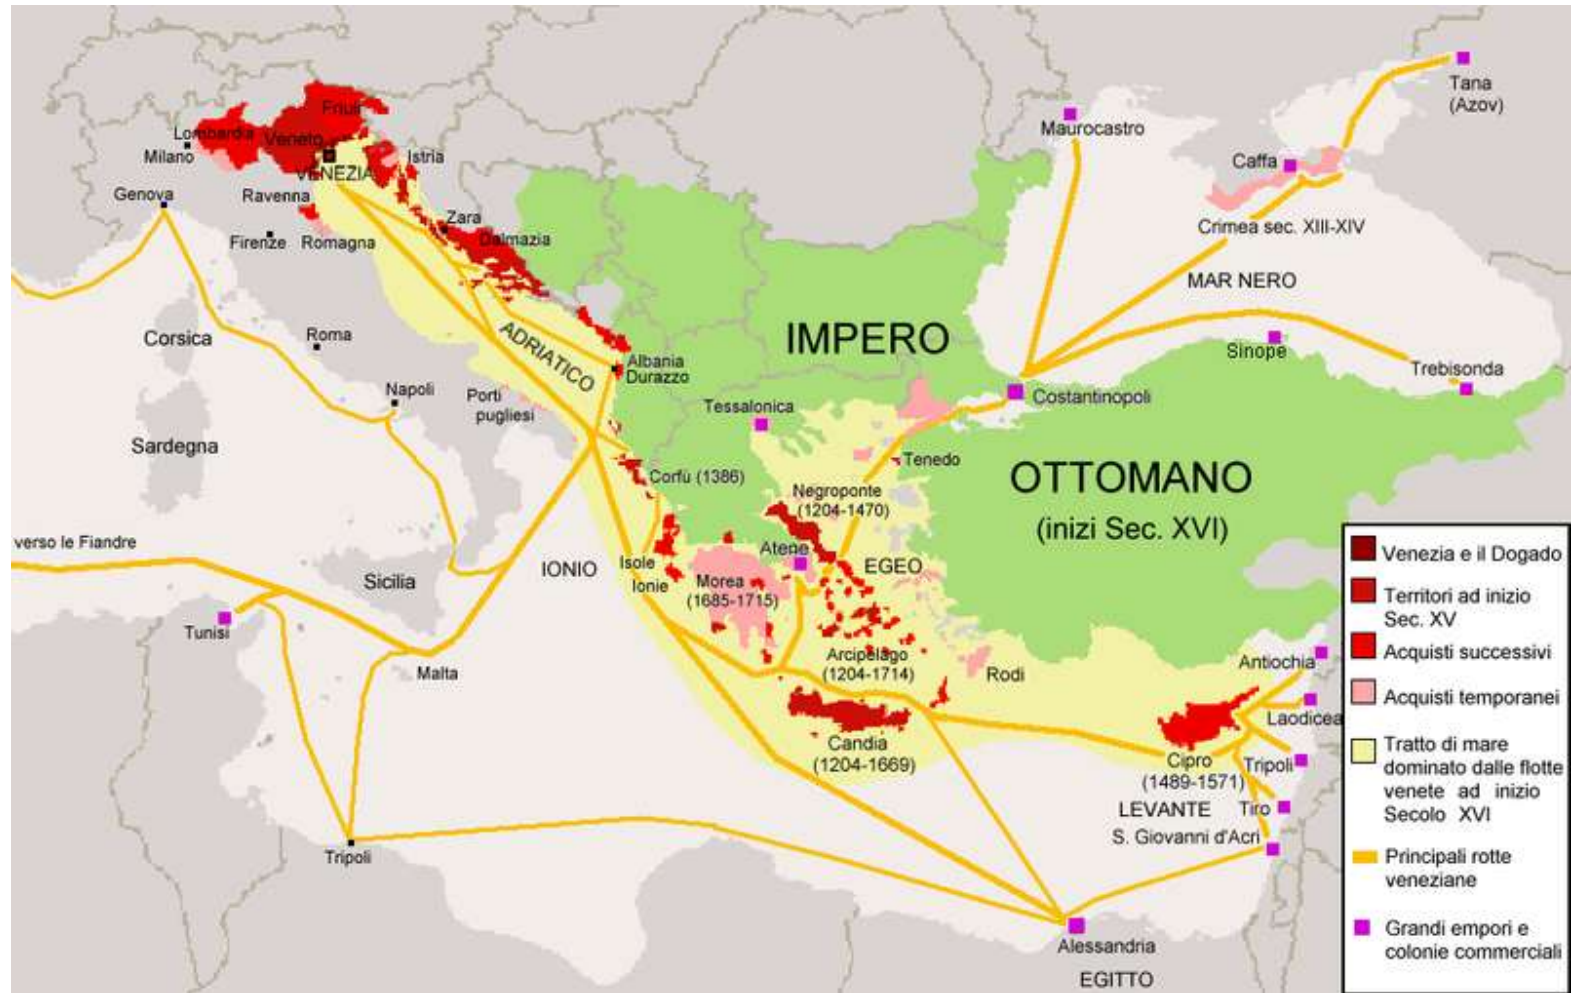 Tana
(Azov)
Maurocastro
Caffa
Crimea sec. XIII-XIV
MAR NERO
Friuli
Lombardia
Veneto
Milano
VENEZIA
Istria
Genova
Ravenna
Zara
Firenze
Romagna
Dalmazia
Corsica
Roma
ADRIATICO
IMPERO
Sinope
Albania
Durazzo
Trebisonda
Napoli
Porti
pugliesi
Tessalonica
Costantinopoli
Sardegna
Tenedo
Corfù (1386)
OTTOMANO
(inizi Sec. XVI)
Negroponte
(1204-1470)
verso le Fiandre
Sicilia
IONIO
Isole
Ionie
Atene
EGEO
Morea
(1685-1715)
Tunisi
Malta
Arcipelago
(1204-1714)
Rodi
Antiochia
Laodicea
Candia
(1204-1669)
Cipro
(1489-1571)
Tripoli
LEVANTE
Tiro
S. Giovanni d'Acri
Tripoli
Alessandria
EGITTO
Venezia e il Dogado
Territori ad inizio
Sec. XV
Acquisti successivi
Acquisti temporanei
Tratto di mare
dominato dalle flotte
venete ad inizio
Secolo XVI
Principali rotte
veneziane
Grandi empori e
colonie commerciali